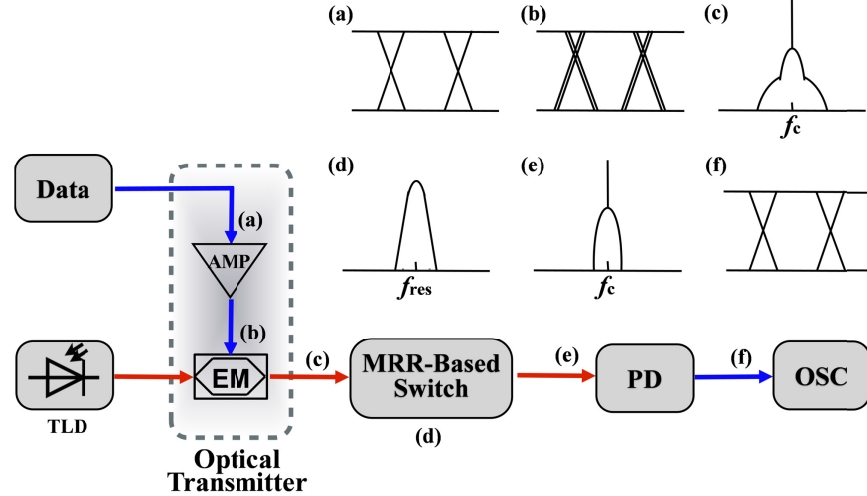 (a)
(b)
(c)
fc
(d)
(e)
(f)
fres
fc
Data
(a)
AMP
(b)
EM
(c)
MRR-Based
Switch
(e)
PD
(f)
OSC
TLD
(d)
Optical
Transmitter